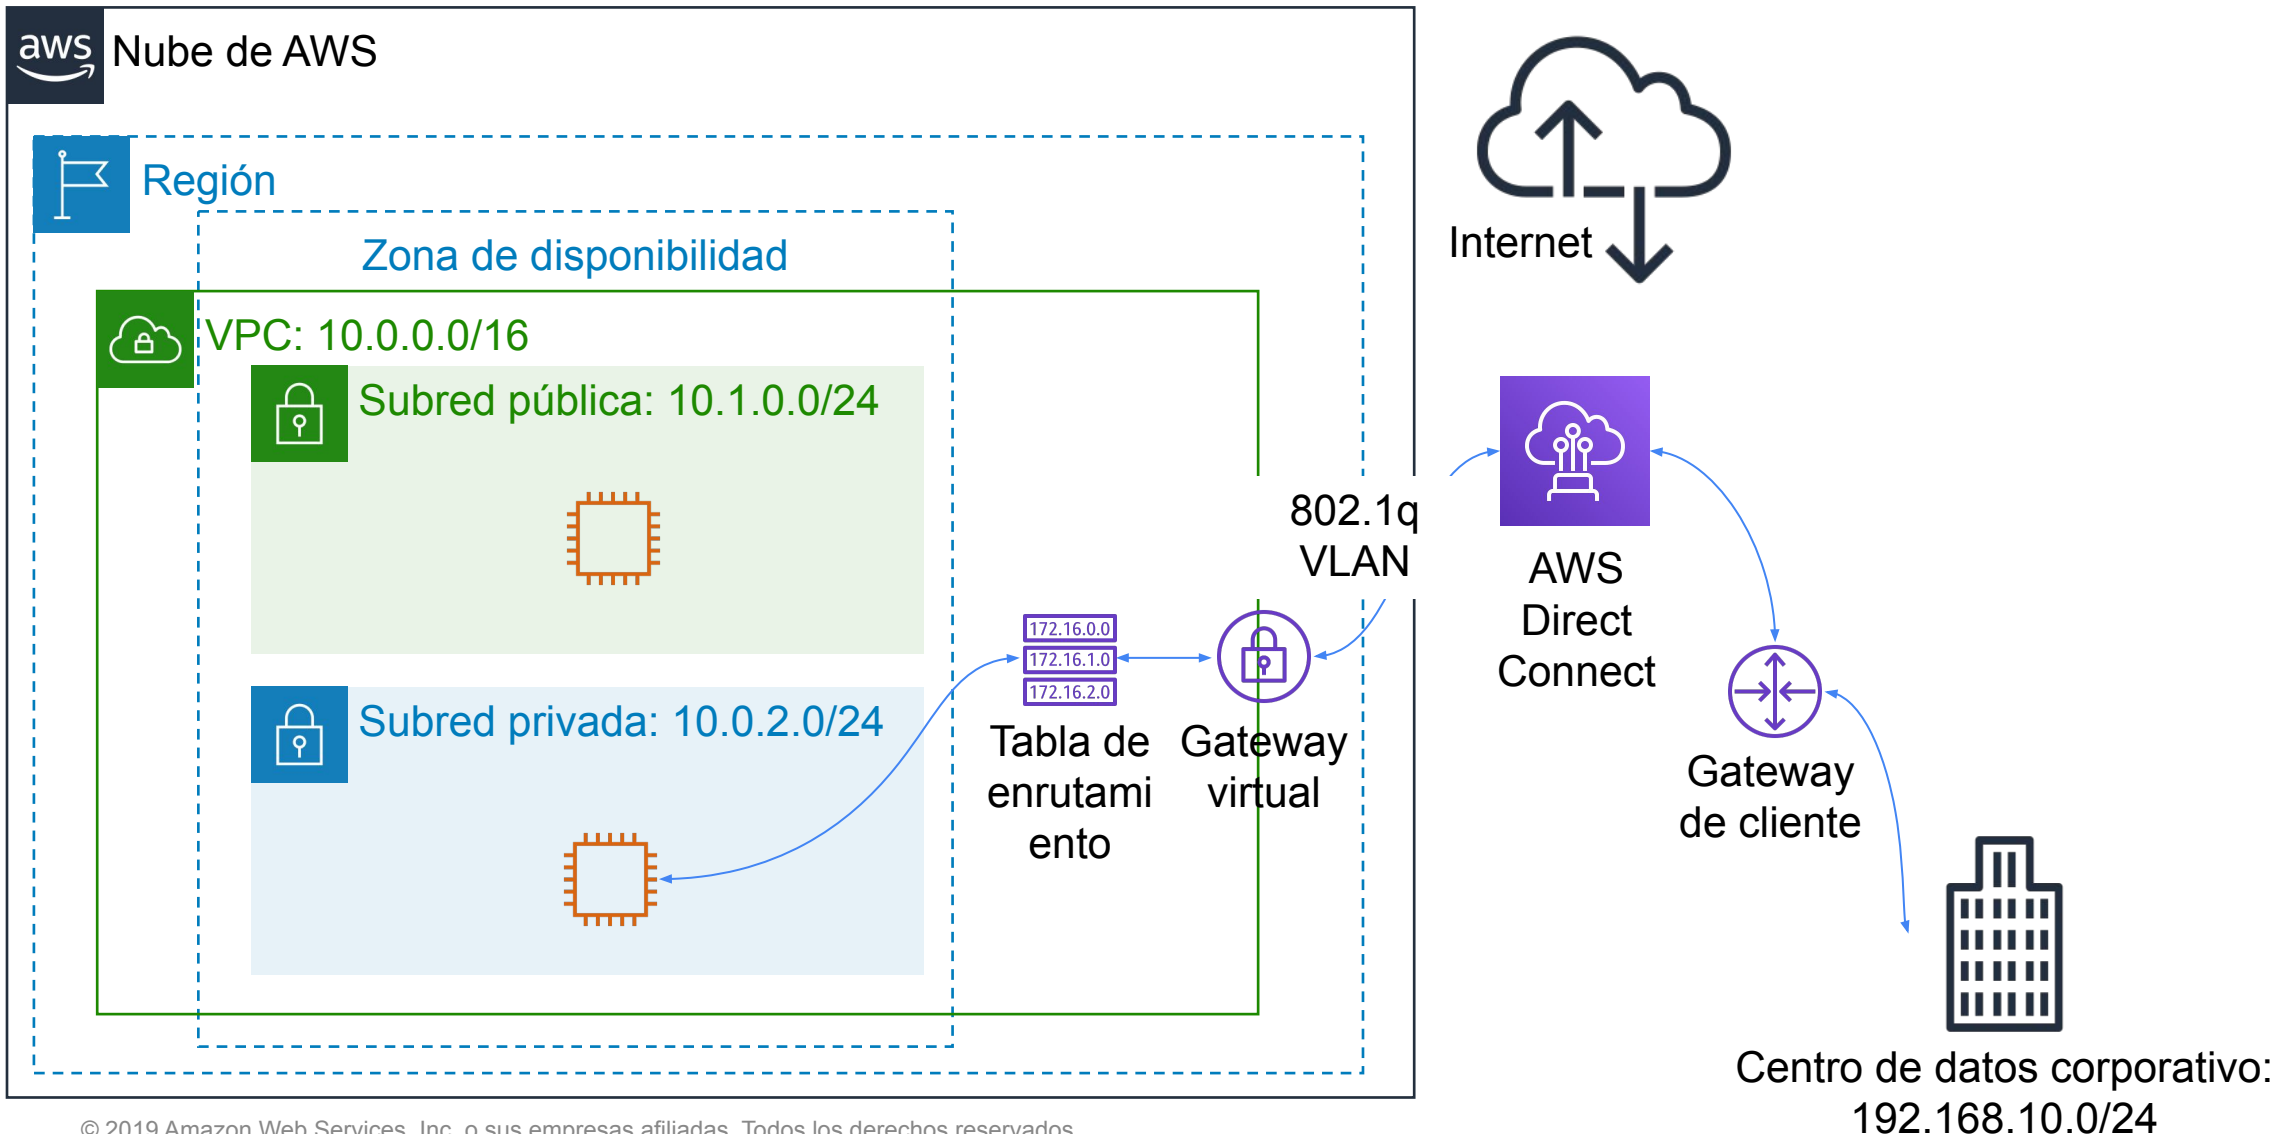 aws
Nube de AWS
Región
Zona de disponibilidad
VPC: 10.0.0.0/16
Subred pública: 10.1.0.0/24
Subred privada: 10.0.2.0/24
172.16.0.0
172.16.1.0
172.16.2.0
Tabla de
enrutami
ento
Gateway
virtual
802.1q
VLAN
Internet
AWS
Direct
Connect
Gateway
de cliente
Centro de datos corporativo:
192.168.10.0/24
© 2019 Amazon Web Services, Inc. o sus empresas afiliadas. Todos los derechos reservados.